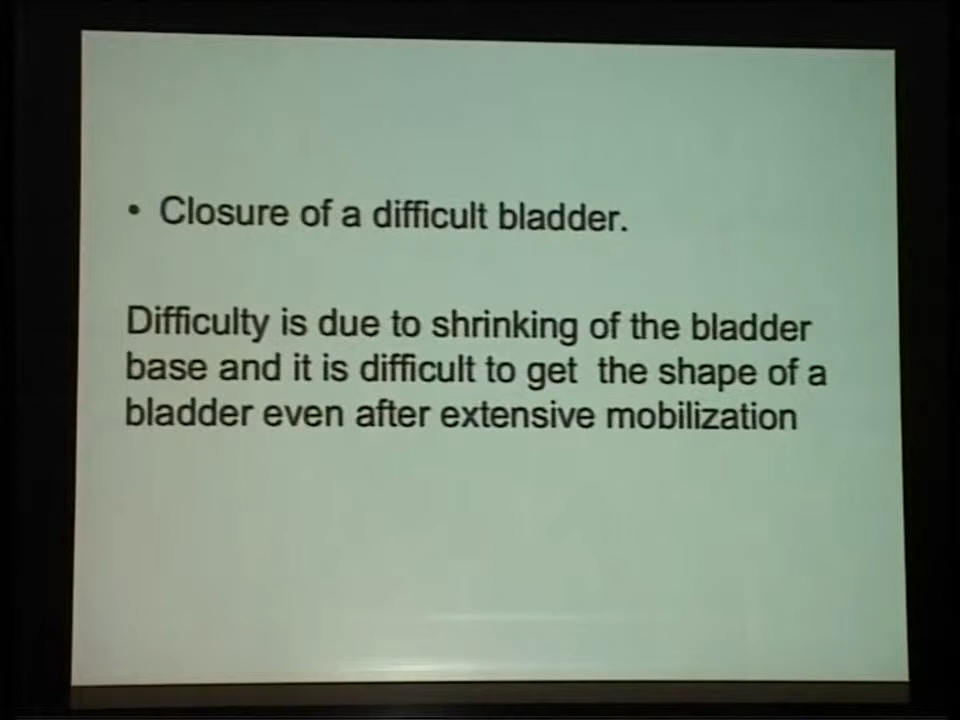 • Closure of a difficult bladder.
Difficulty is due to shrinking of the bladder
base and it is difficult to get the shape of a
bladder even after extensive mobilization